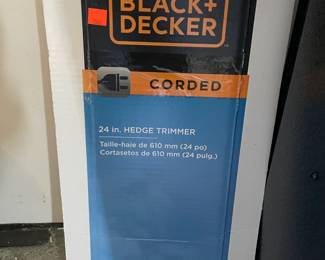 BLACK+
DECKER
CORDED
24 in. HEDGE TRIMMER
Taille-haie de 610 mm (24 po)
Cortasetos de 610 mm (24 pulg.)